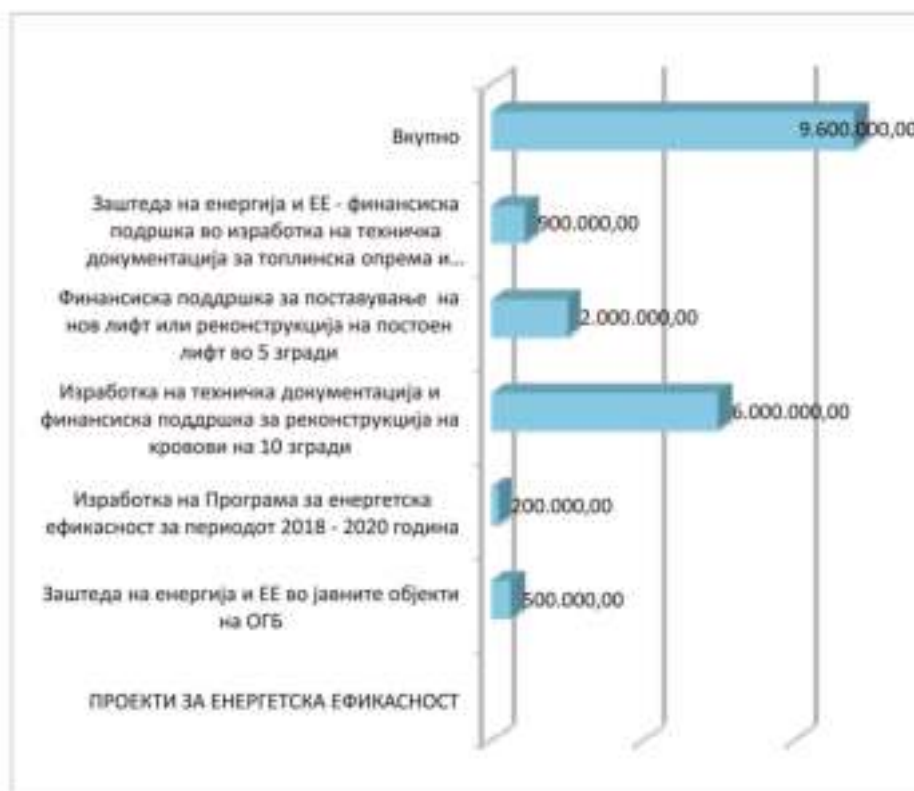 Вкупно
9.600.000,00
Заштеда на енергија и ЕЕ - финансиска
подршка во изработка на техничка
документација за топлинска опрема и...
900.000,00
Финансиска поддршка за поставување на
нов лифт или реконструкција на постоен
лифт во 5 згради
2.000.000,00
Изработка на техничка документација и
финансиска поддршка за реконструкција на
кровови на 10 згради
6.000.000,00
Изработка на Програма за енергетска
ефикасност за периодот 2018 - 2020 година
200.000,00
Заштеда на енергија и ЕЕ во јавните објекти
на ОГБ
500.000,00
ПРОЕКТИ ЗА ЕНЕРГЕТСКА ЕФИКАСНОСТ